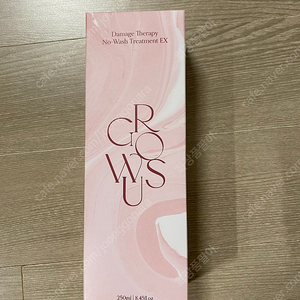 Damage Therapy
No-Wash Treatment EX
GROWUS
250ml / 8.45fl.oz